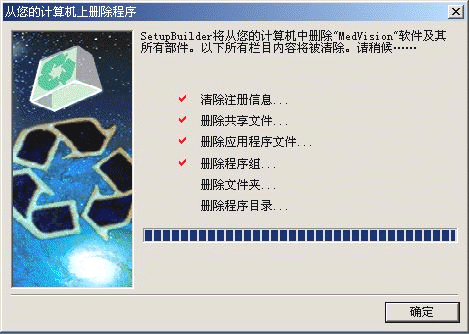 从您的计算机上删除程序
SetupBuilder将从您的计算机中删除"MedVision"软件及其
所有部件。以下所有栏目内容将被清除。请稍候……
清除注册信息...
删除共享文件...
删除应用程序文件...
删除程序组...
删除文件夹...
删除程序目录...
确定